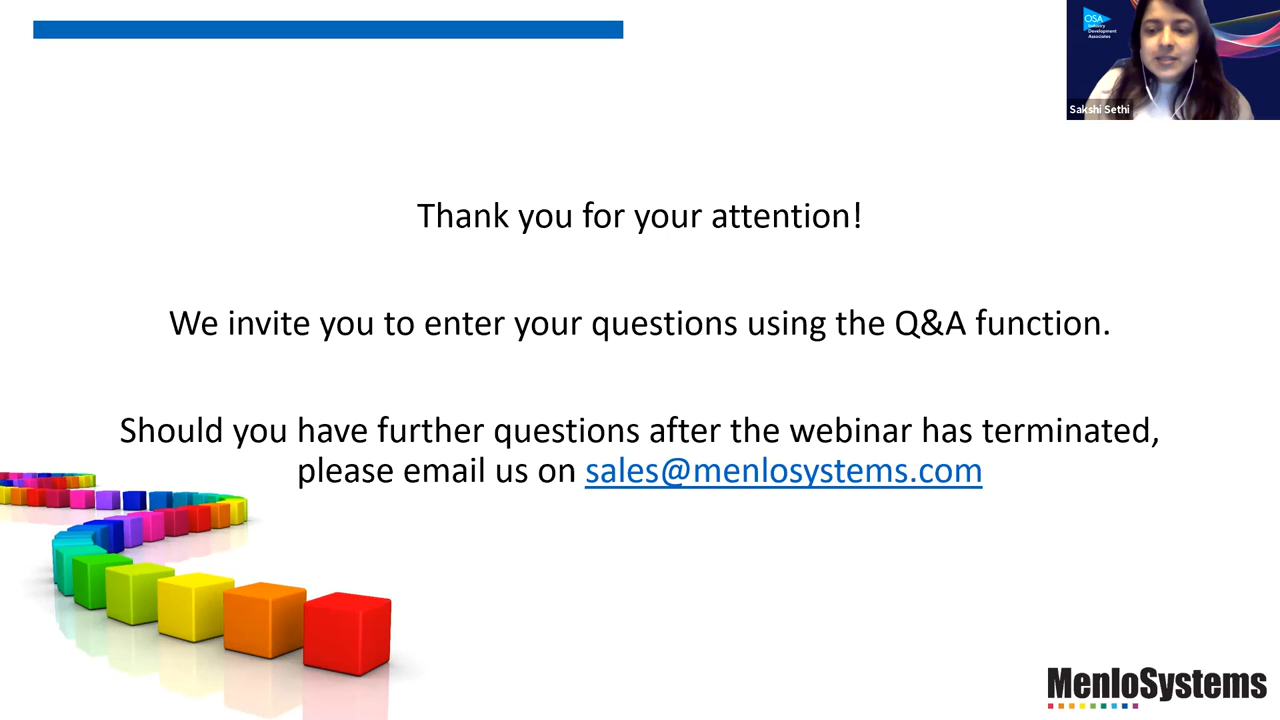 OSA
Industry
Development
Associates
Sakshi Sethi
Thank you for your attention!
We invite you to enter your questions using the Q&A function.
Should you have further questions after the webinar has terminated,
please email us on sales@menlosystems.com
MenloSystems